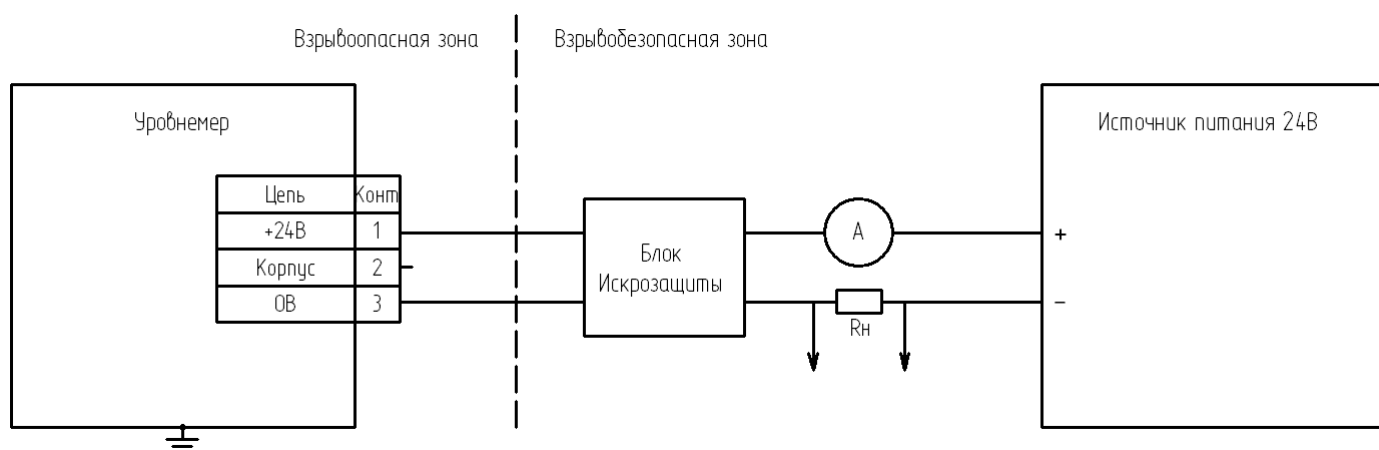 Взрывоопасная зона
Взрывобезопасная зона
Уровнемер
Источник питания 24В
Цепь Конт
+24В 1
Корпус 2
0В 3
Блок
Искрозащиты
А
Rн
+
−